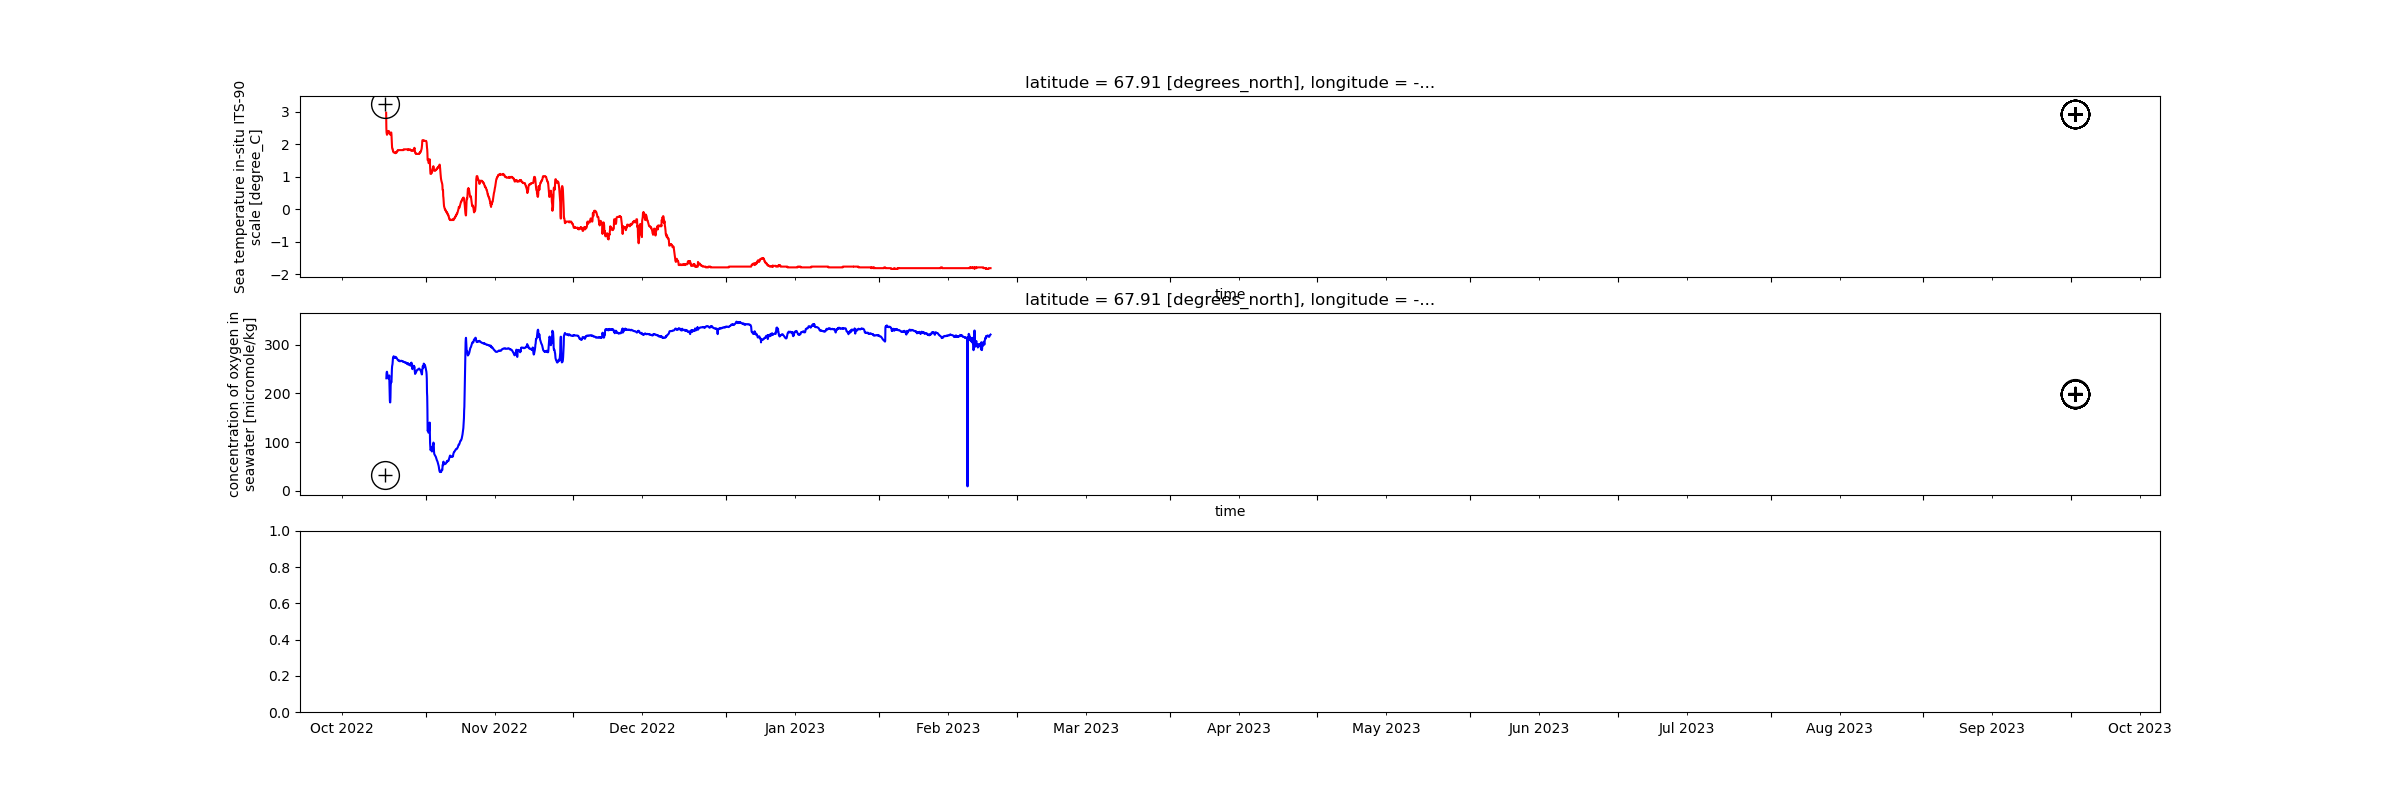 latitude = 67.91 [degrees_north], longitude = -...
Sea temperature in-situ ITS-90
scale [degree_C]
3
2
1
0
−1
−2
time
latitude = 67.91 [degrees_north], longitude = -...
concentration of oxygen in
seawater [micromole/kg]
300
200
100
0
time
1.0
0.8
0.6
0.4
0.2
0.0
Oct 2022 Nov 2022 Dec 2022 Jan 2023 Feb 2023 Mar 2023 Apr 2023 May 2023 Jun 2023 Jul 2023 Aug 2023 Sep 2023 Oct 2023